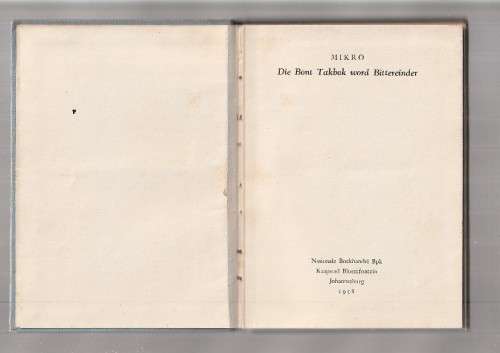 MIKRO
Die Bont Takbok word Bittereinder
Nasionale Boekhandel Bpk
Kaapstad Bloemfontein
Johannesburg
1958